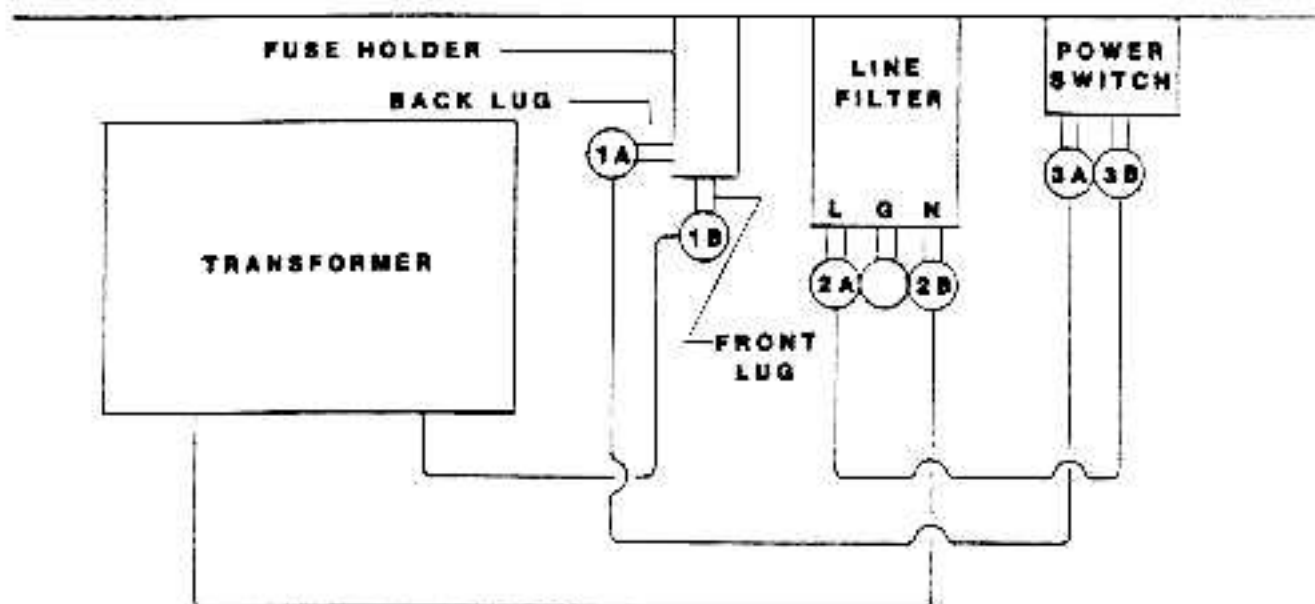 FUSE HOLDER
BACK LUG
LINE
FILTER
POWER
SWITCH
1A
3A
3B
L G N
1B
TRANSFORMER
2A
2B
FRONT
LUG